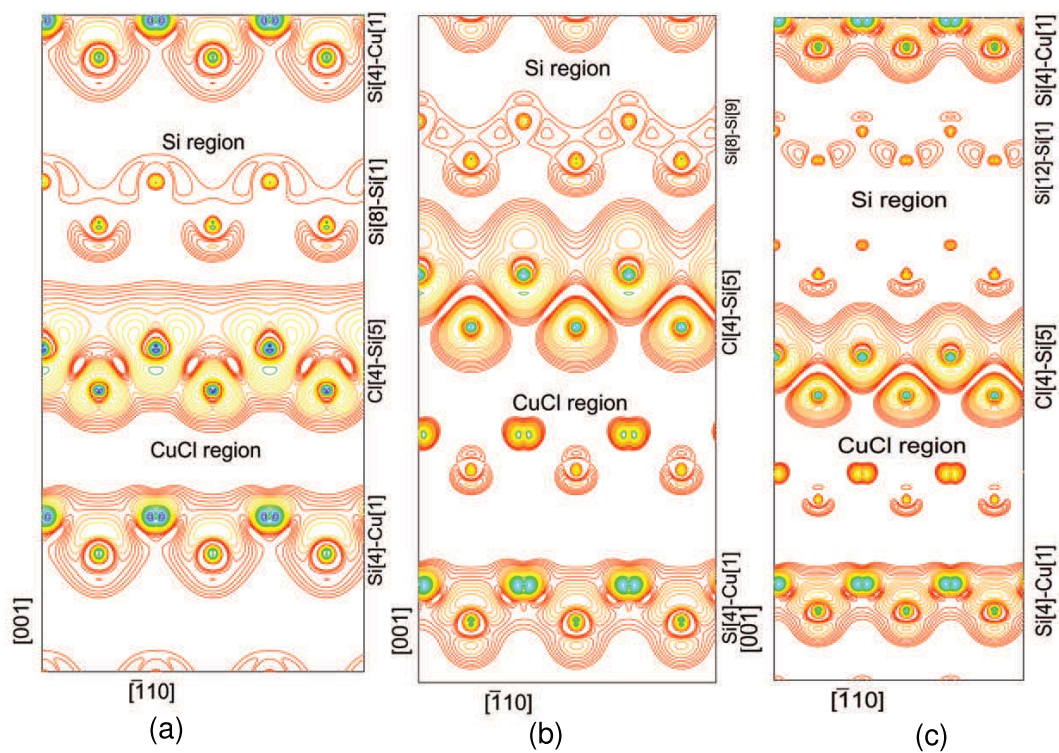 Si[4]-Cu[1]
Si region
Si[8]-Si[1]
Cl[4]-Si[5]
CuCl region
Si[4]-Cu[1]
[001]
[1̅10]
(a)
Si region
Si[8]-Si[9]
Cl[4]-Si[5]
CuCl region
Si[4]-Cu[1]
[001]
[1̅10]
(b)
Si[4]-Cu[1]
Si[12]-Si[1]
Si region
Cl[4]-Si[5]
CuCl region
Si[4]-Cu[1]
[001]
[1̅10]
(c)